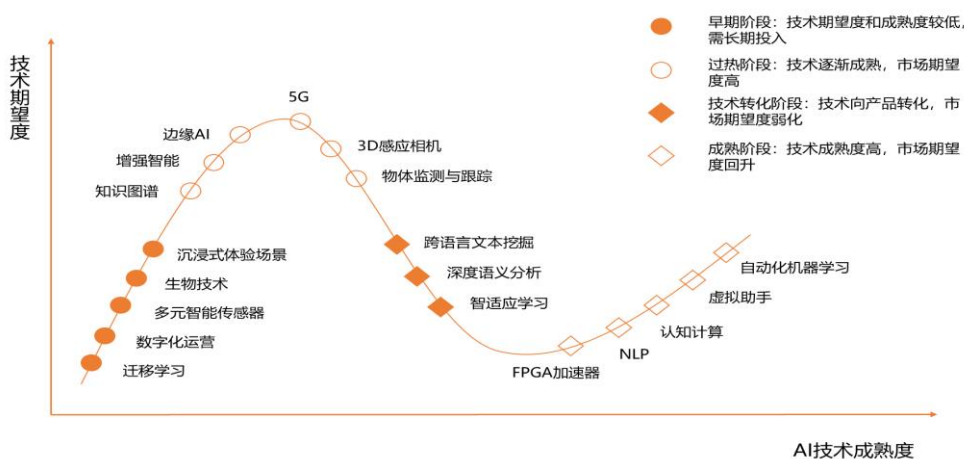 技术期望度
早期阶段：技术期望度和成熟度较低，
需长期投入
过热阶段：技术逐渐成熟，市场期望
度高
技术转化阶段：技术向产品转化，市
场期望度弱化
成熟阶段：技术成熟度高，市场期望
度回升
5G
边缘AI
增强智能
知识图谱
3D感应相机
物体监测与跟踪
沉浸式体验场景
生物技术
多元智能传感器
数字化运营
迁移学习
跨语言文本挖掘
深度语义分析
智适应学习
自动化机器学习
虚拟助手
认知计算
NLP
FPGA加速器
AI技术成熟度